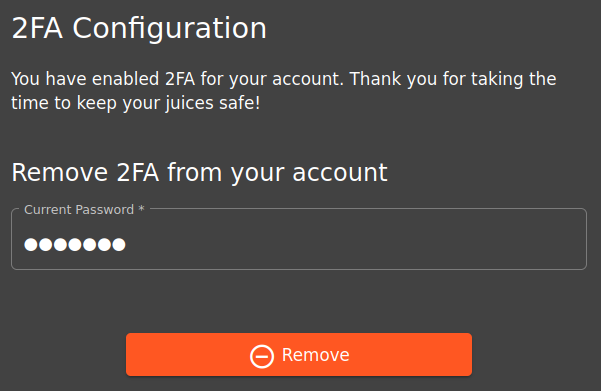 2FA Configuration
You have enabled 2FA for your account. Thank you for taking the
time to keep your juices safe!
Remove 2FA from your account
Current Password *
●●●●●●●
Remove